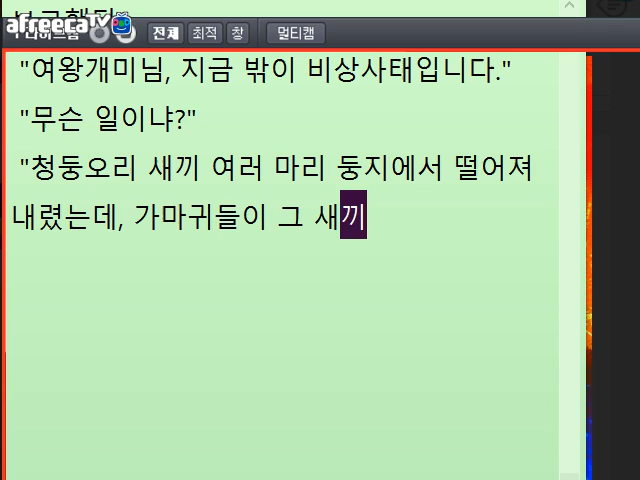 afreecaTV
전체 최적 창 멀티캠
"여왕개미님, 지금 밖이 비상사태입니다."
"무슨 일이냐?"
"청둥오리 새끼 여러 마리 둥지에서 떨어져
내렸는데, 가마귀들이 그 새끼